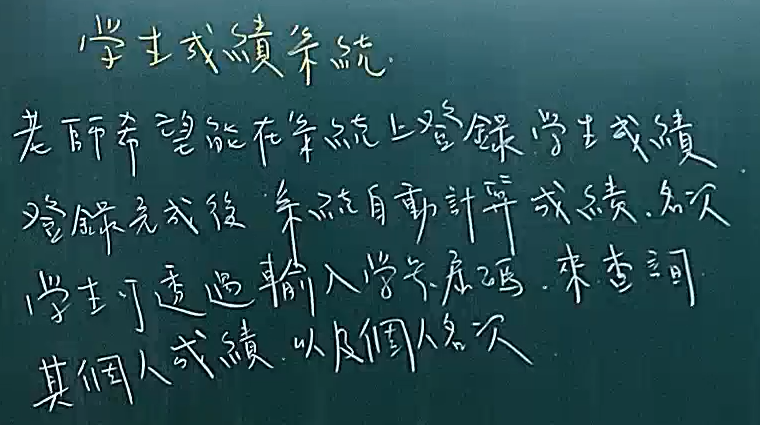 学生成績系統.
老師希望能在系統上登錄学生成績.
登錄完成後 系統自動計算成績、名次
学生可透過輸入学号座号碼、來查詢
其個人成績、以及個人名次